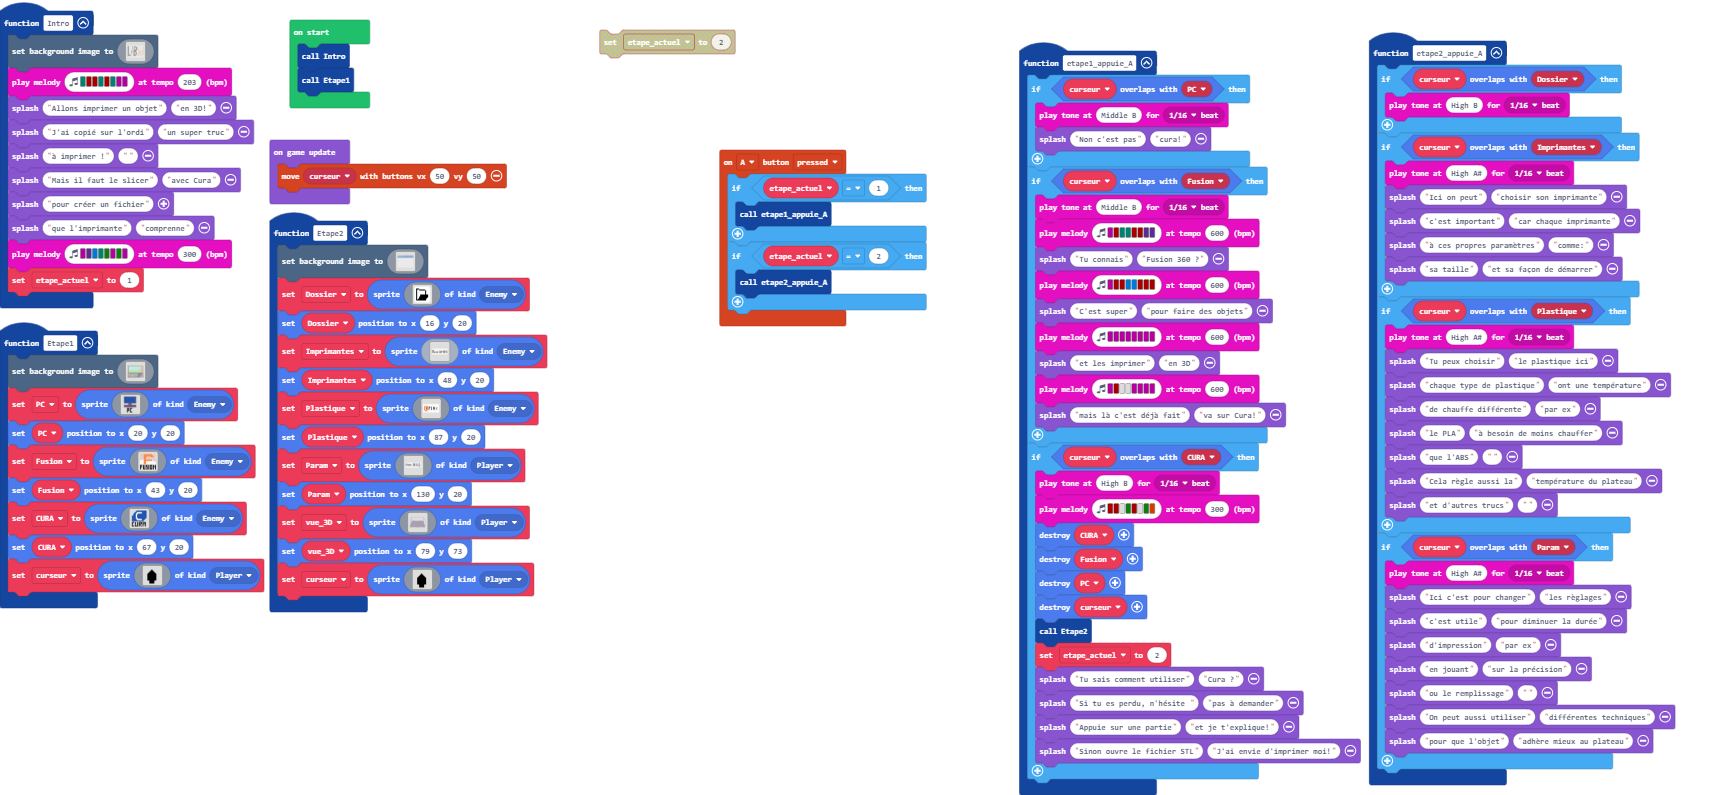 function Intro
set background image to
play melody at tempo 203 (bpm)
splash "Allons imprimer un objet" "en 3D!"
splash "J'ai copié sur l'ordi" "un super truc"
splash "à imprimer !" ""
splash "Mais il faut le slicer" "avec Cura"
splash "pour créer un fichier"
splash "que l'imprimante" "comprenne"
play melody at tempo 300 (bpm)
set etape_actuel to 1
function Etape1
set background image to
set PC to sprite PC of kind Enemy
set PC position to x 20 y 20
set Fusion to sprite FUSION of kind Enemy
set Fusion position to x 43 y 20
set CURA to sprite CURA of kind Enemy
set CURA position to x 67 y 20
set curseur to sprite of kind Player
on start
call Intro
call Etape1
on game update
move curseur with buttons vx 50 vy 50
function Etape2
set background image to
set Dossier to sprite of kind Enemy
set Dossier position to x 16 y 20
set Imprimantes to sprite of kind Enemy
set Imprimantes position to x 48 y 20
set Plastique to sprite of kind Enemy
set Plastique position to x 87 y 20
set Param to sprite of kind Player
set Param position to x 130 y 20
set vue_3D to sprite of kind Player
set vue_3D position to x 79 y 73
set curseur to sprite of kind Player
set etape_actuel to 2
on A button pressed
if etape_actuel = 1 then
call etape1_appuie_A
if etape_actuel = 2 then
call etape2_appuie_A
function etape1_appuie_A
if curseur overlaps with PC then
play tone at Middle B for 1/16 beat
splash "Non c'est pas" "cura!"
if curseur overlaps with Fusion then
play tone at Middle B for 1/16 beat
play melody at tempo 600 (bpm)
splash "Tu connais" "Fusion 360 ?"
play melody at tempo 600 (bpm)
splash "C'est super" "pour faire des objets"
play melody at tempo 600 (bpm)
splash "et les imprimer" "en 3D"
play melody at tempo 600 (bpm)
splash "mais là c'est déjà fait" "va sur Cura!"
if curseur overlaps with CURA then
play tone at High B for 1/16 beat
play melody at tempo 300 (bpm)
destroy CURA
destroy Fusion
destroy PC
destroy curseur
call Etape2
set etape_actuel to 2
splash "Tu sais comment utiliser" "Cura ?"
splash "Si tu es perdu, n'hésite " "pas à demander"
splash "Appuie sur une partie" "et je t'explique!"
splash "Sinon ouvre le fichier STL" "J'ai envie d'imprimer moi!"
function etape2_appuie_A
if curseur overlaps with Dossier then
play tone at High B for 1/16 beat
if curseur overlaps with Imprimantes then
play tone at High A# for 1/16 beat
splash "Ici on peut" "choisir son imprimante"
splash "c'est important" "car chaque imprimante"
splash "à ces propres paramètres" "comme:"
splash "sa taille" "et sa façon de démarrer"
if curseur overlaps with Plastique then
play tone at High A# for 1/16 beat
splash "Tu peux choisir" "le plastique ici"
splash "chaque type de plastique" "ont une température"
splash "de chauffe différente" "par ex"
splash "le PLA" "à besoin de moins chauffer"
splash "que l'ABS" ""
splash "Cela règle aussi la" "température du plateau"
splash "et d'autres trucs" ""
if curseur overlaps with Param then
play tone at High A# for 1/16 beat
splash "Ici c'est pour changer" "les règlages"
splash "c'est utile" "pour diminuer la durée"
splash "d'impression" "par ex"
splash "en jouant" "sur la précision"
splash "ou le remplissage" ""
splash "On peut aussi utiliser" "différentes techniques"
splash "pour que l'objet" "adhère mieux au plateau"